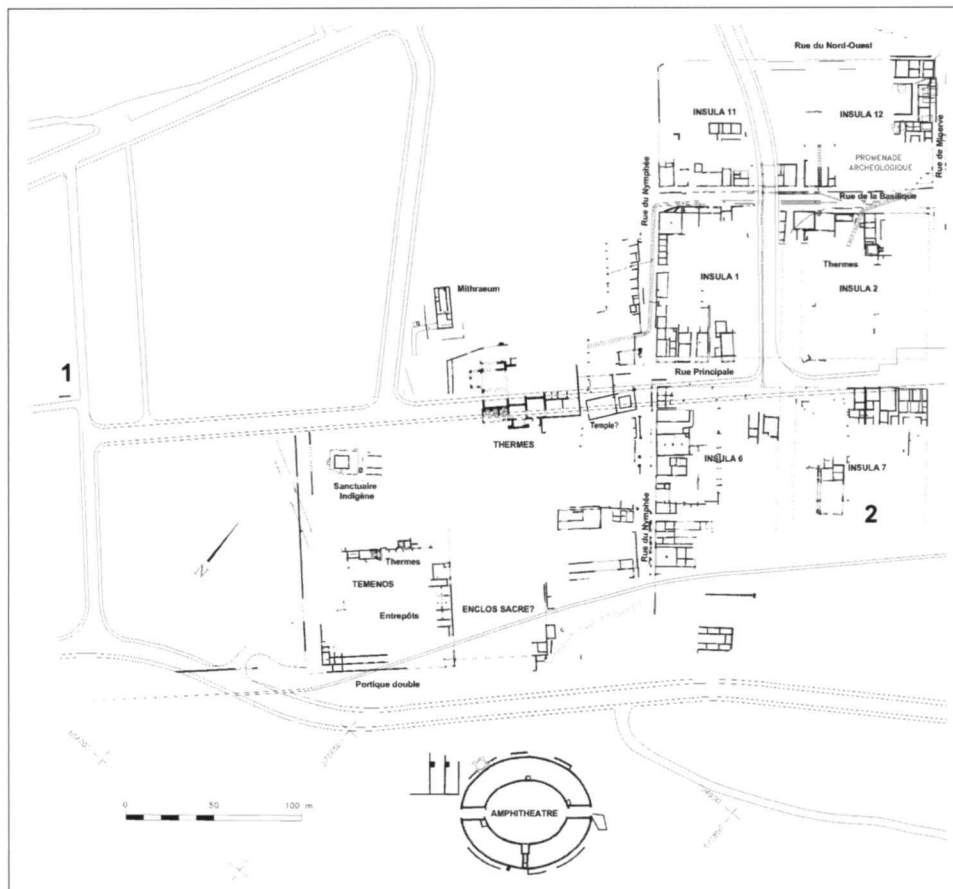 Rue du Nord-Ouest
INSULA 11
INSULA 12
Rue de Minerve
PROMENADE
ARCHEOLOGIQUE
Rue du Nymphée
Rue de la Basilique
Thermes
INSULA 1
INSULA 2
Mithraeum
1
Rue Principale
THERMES
Temple?
INSULA 6
INSULA 7
Sanctuaire
Indigène
2
Rue du Nymphée
N
Thermes
TEMENOS
Entrepôts
ENCLOS SACRE?
Portique double
0 50 100 m
AMPHITHEATRE